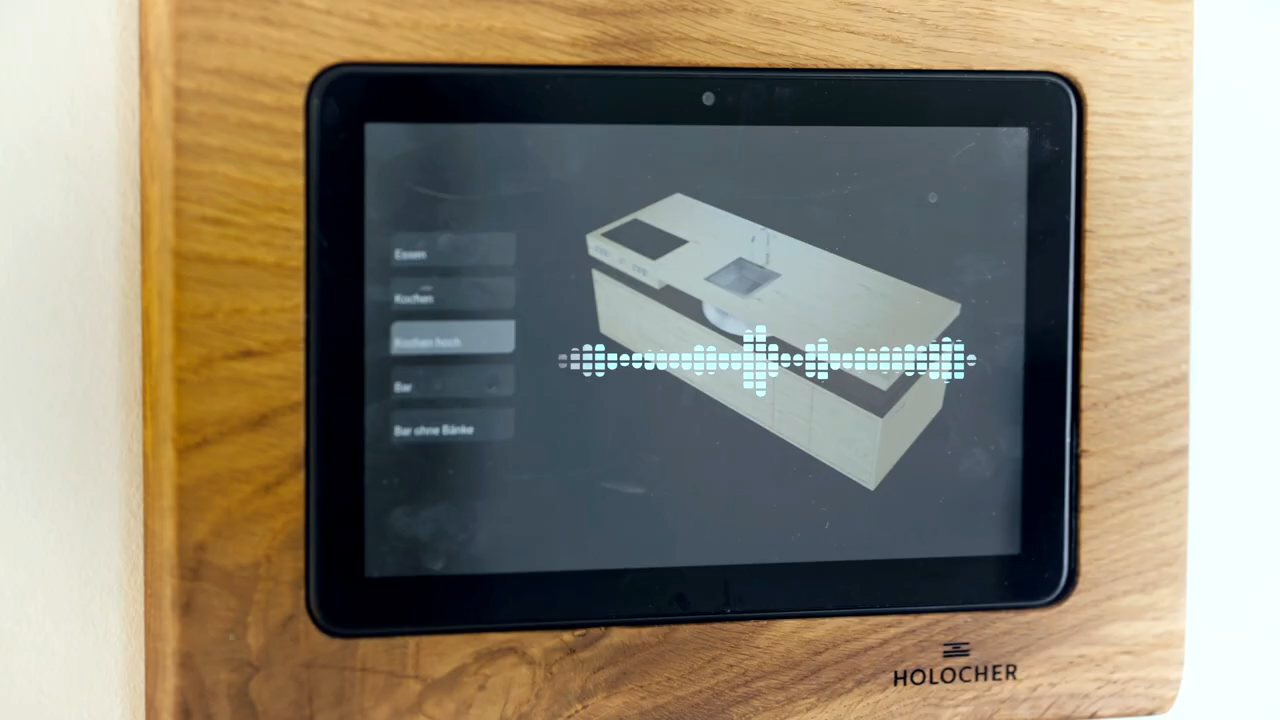 Essen
Kochen
Kochen hoch
Bar
Bar ohne Bänke
HOLOCHER